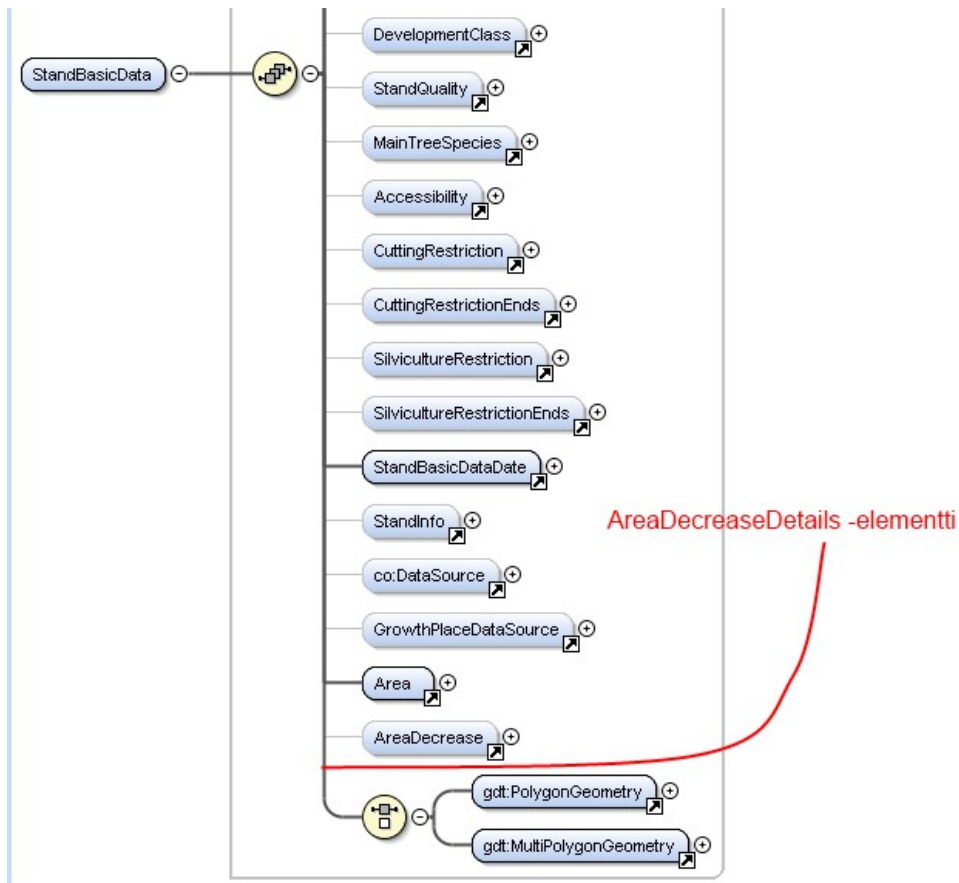 DevelopmentClass
StandBasicData
StandQuality
MainTreeSpecies
Accessibility
CuttingRestriction
CuttingRestrictionEnds
SilvicultureRestriction
SilvicultureRestrictionEnds
StandBasicDataDate
StandInfo
AreaDecreaseDetails -elementti
co:DataSource
GrowthPlaceDataSource
Area
AreaDecrease
gdt:PolygonGeometry
gdt:MultiPolygonGeometry